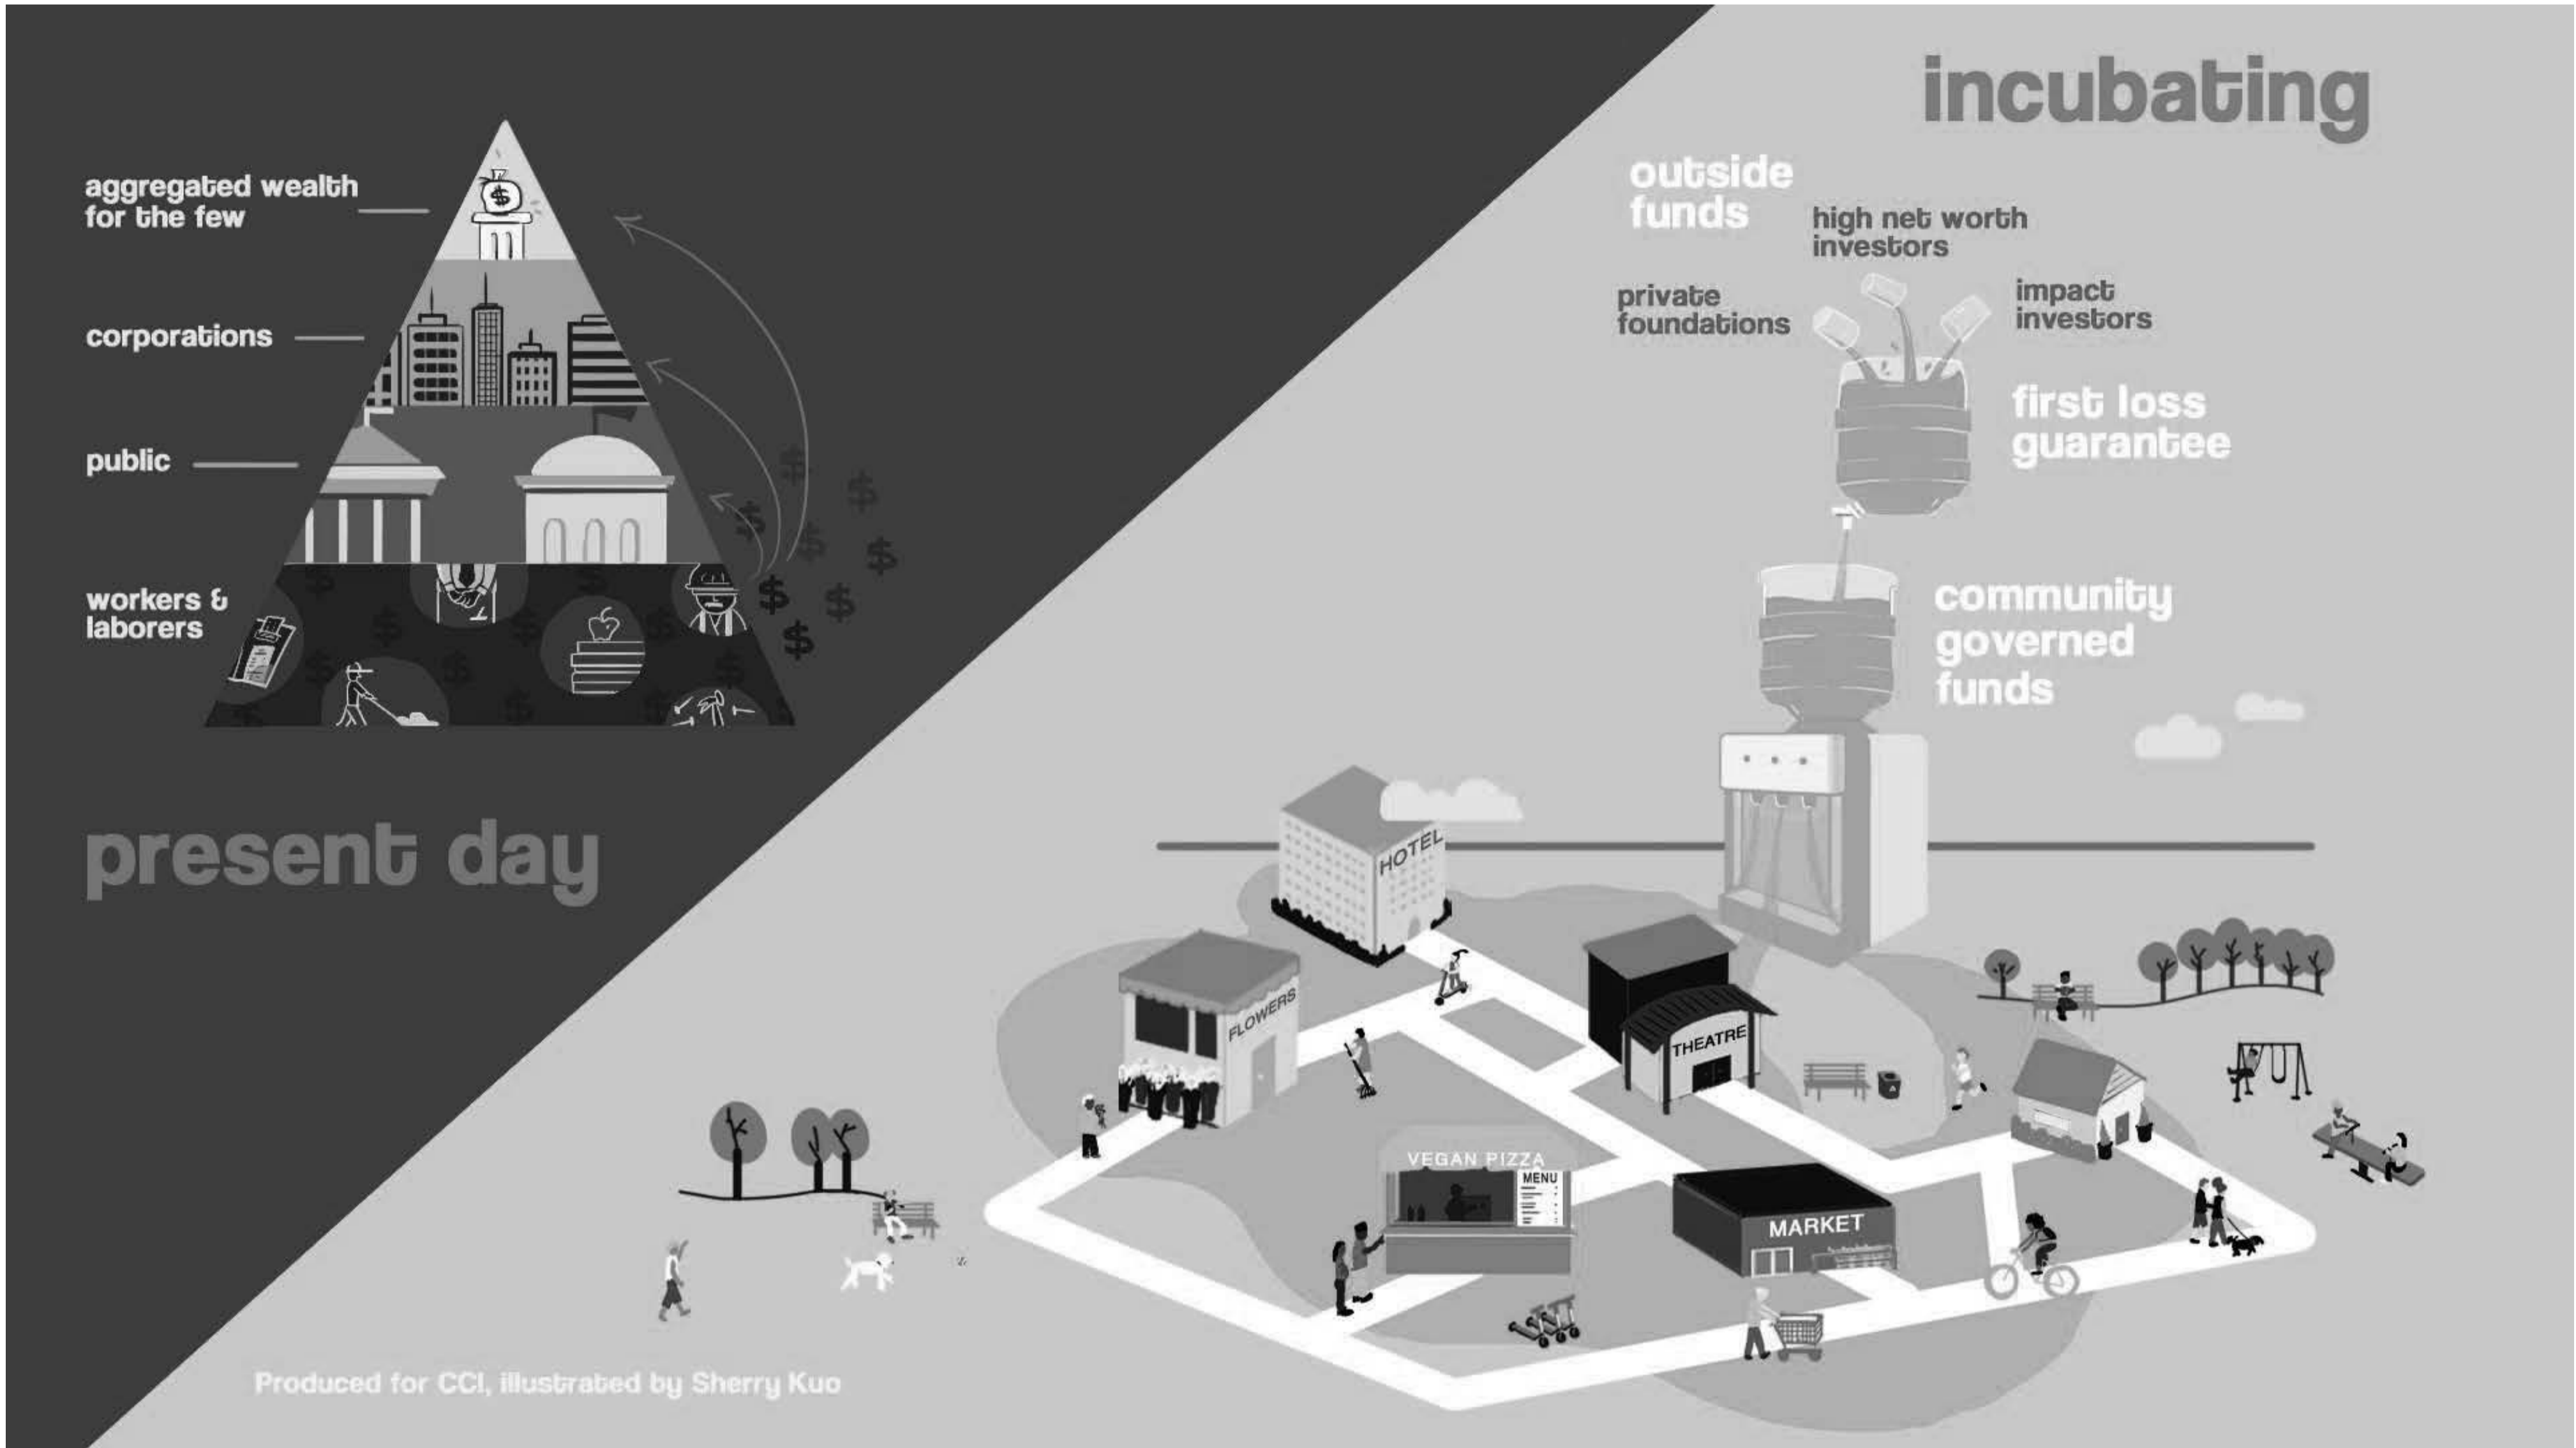 aggregated wealth
for the few
corporations
public
workers &
laborers
present day
incubating
outside
funds
high net worth
investors
private
foundations
impact
investors
first loss
guarantee
community
governed
funds
HOTEL
FLOWERS
THEATRE
VEGAN PIZZA
MENU
MARKET
Produced for CCI, illustrated by Sherry Kuo